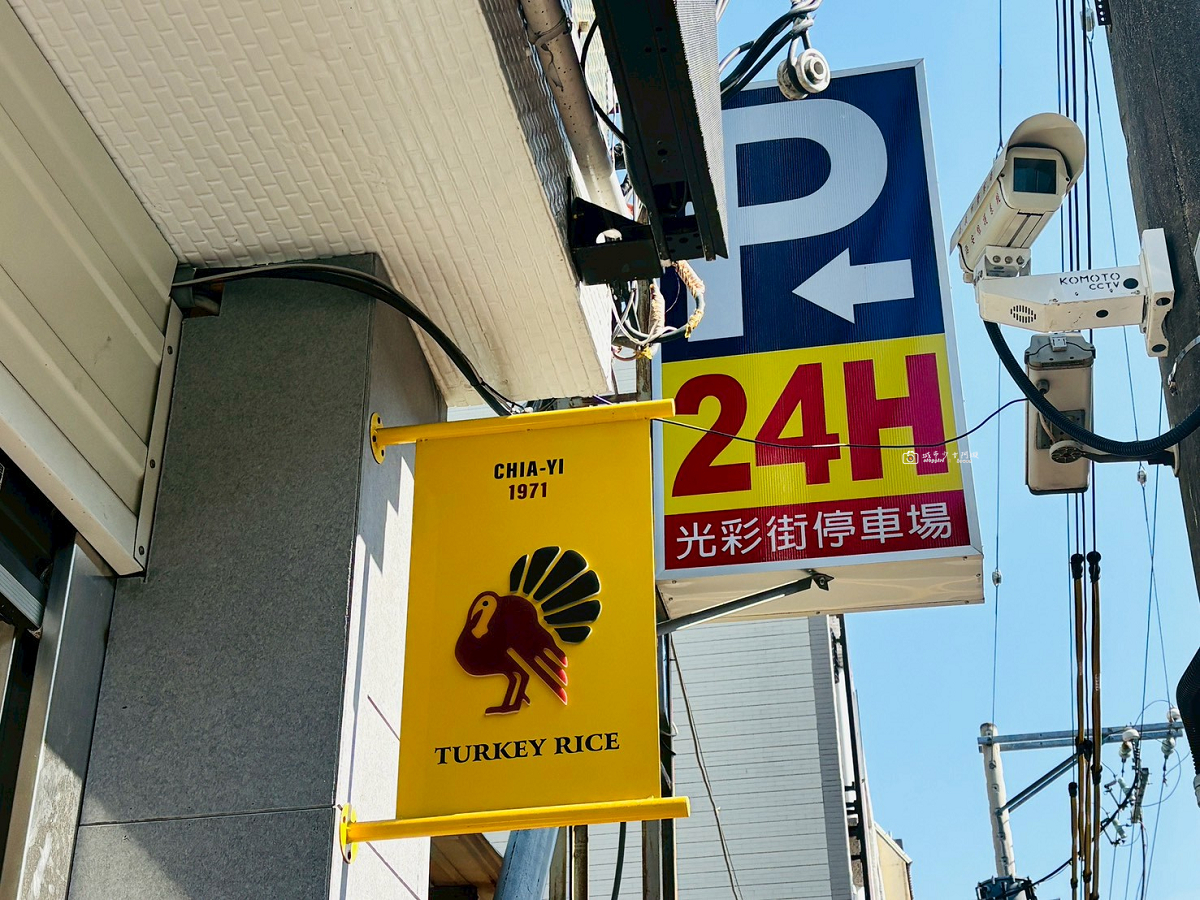 P
24H
光彩街停車場
CHIA-YI
1971
TURKEY RICE
KOMOTO
CCTV